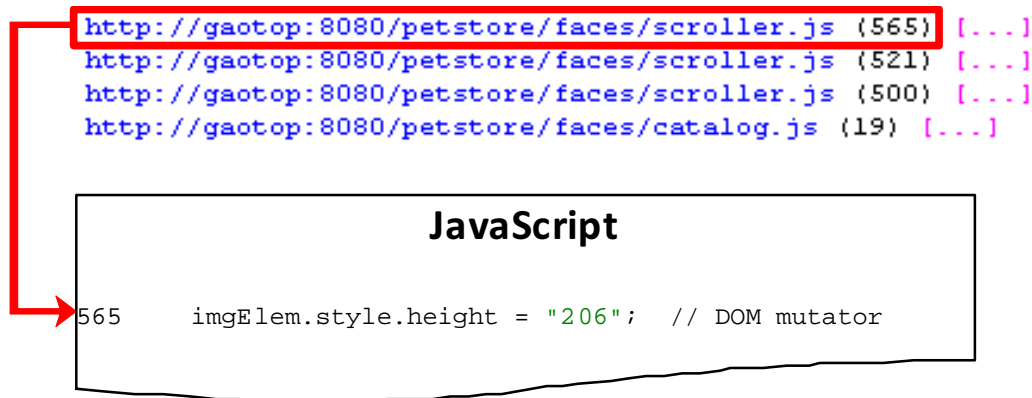 http://gaotop:8080/petstore/faces/scroller.js (565) [...]
http://gaotop:8080/petstore/faces/scroller.js (521) [...]
http://gaotop:8080/petstore/faces/scroller.js (500) [...]
http://gaotop:8080/petstore/faces/catalog.js (19) [...]
JavaScript
565 imgElem.style.height = "206"; // DOM mutator